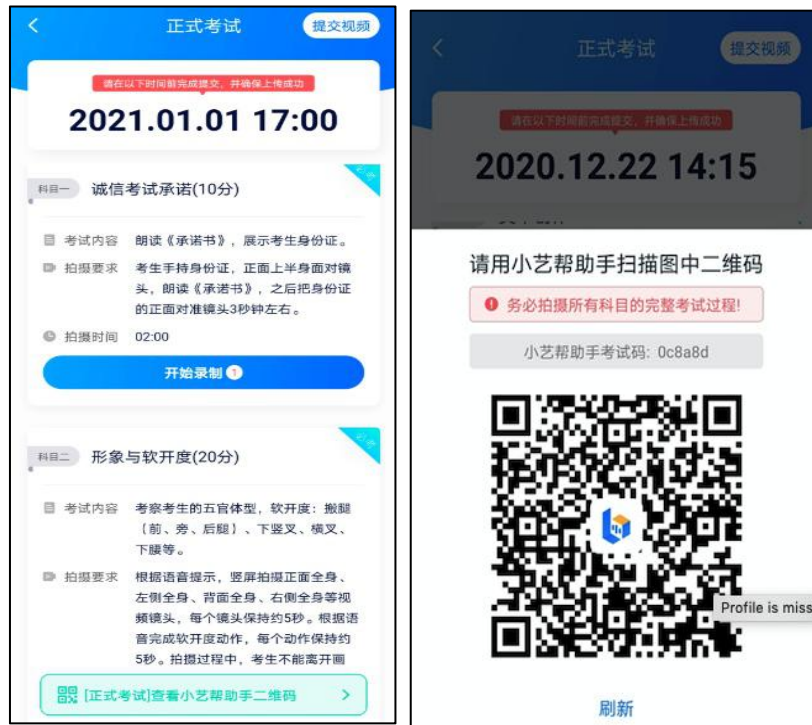 正式考试
提交视频
请在以下时间前完成提交，并确保上传成功
2021.01.01 17:00
科目一
诚信考试承诺(10分)
必考
考试内容 朗读《承诺书》，展示考生身份证。
拍摄要求 考生手持身份证，正面上半身面对镜
头，朗读《承诺书》，之后把身份证
的正面对准镜头3秒钟左右。
拍摄时间 02:00
开始录制 1
科目二
形象与软开度(20分)
必考
考试内容 考察考生的五官体型，软开度：搬腿
（前、旁、后腿）、下竖叉、横叉、
下腰等。
拍摄要求 根据语音提示，竖屏拍摄正面全身、
左侧全身、背面全身、右侧全身等视
频镜头，每个镜头保持约5秒。根据语
音完成软开度动作，每个动作保持约
5秒。拍摄过程中，考生不能离开画
[正式考试]查看小艺帮助手二维码
正式考试
提交视频
请在以下时间前完成提交，并确保上传成功
2020.12.22 14:15
请用小艺帮助手扫描图中二维码
务必拍摄所有科目的完整考试过程!
小艺帮助手考试码: 0c8a8d
Profile is miss
刷新